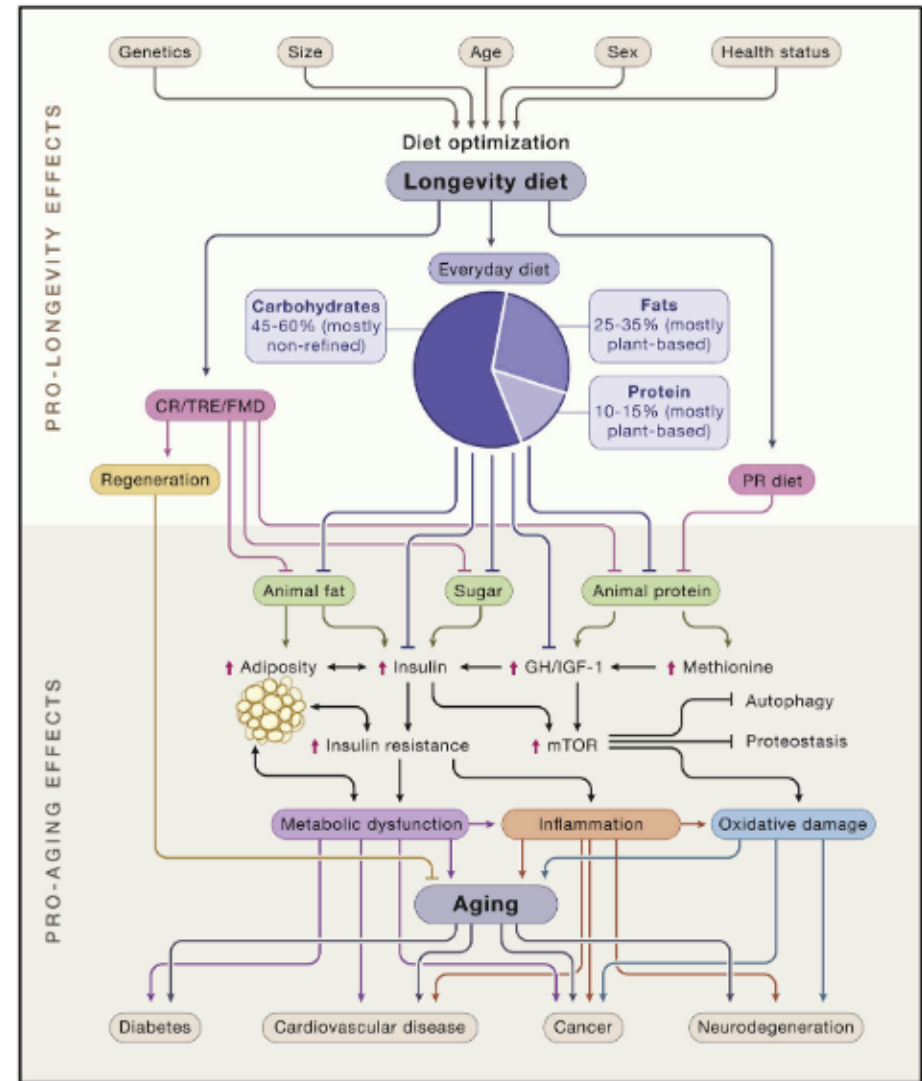 Genetics
Size
Age
Sex
Health status
PRO-LONGEVITY EFFECTS
Diet optimization
Longevity diet
Everyday diet
Carbohydrates
45-60% (mostly
non-refined)
Fats
25-35% (mostly
plant-based)
Protein
10-15% (mostly
plant-based)
CR/TRE/FMD
Regeneration
PR diet
PRO-AGING EFFECTS
Animal fat
Sugar
Animal protein
Adiposity
Insulin
GH/IGF-1
Methionine
Autophagy
Insulin resistance
mTOR
Proteostasis
Metabolic dysfunction
Inflammation
Oxidative damage
Aging
Diabetes
Cardiovascular disease
Cancer
Neurodegeneration